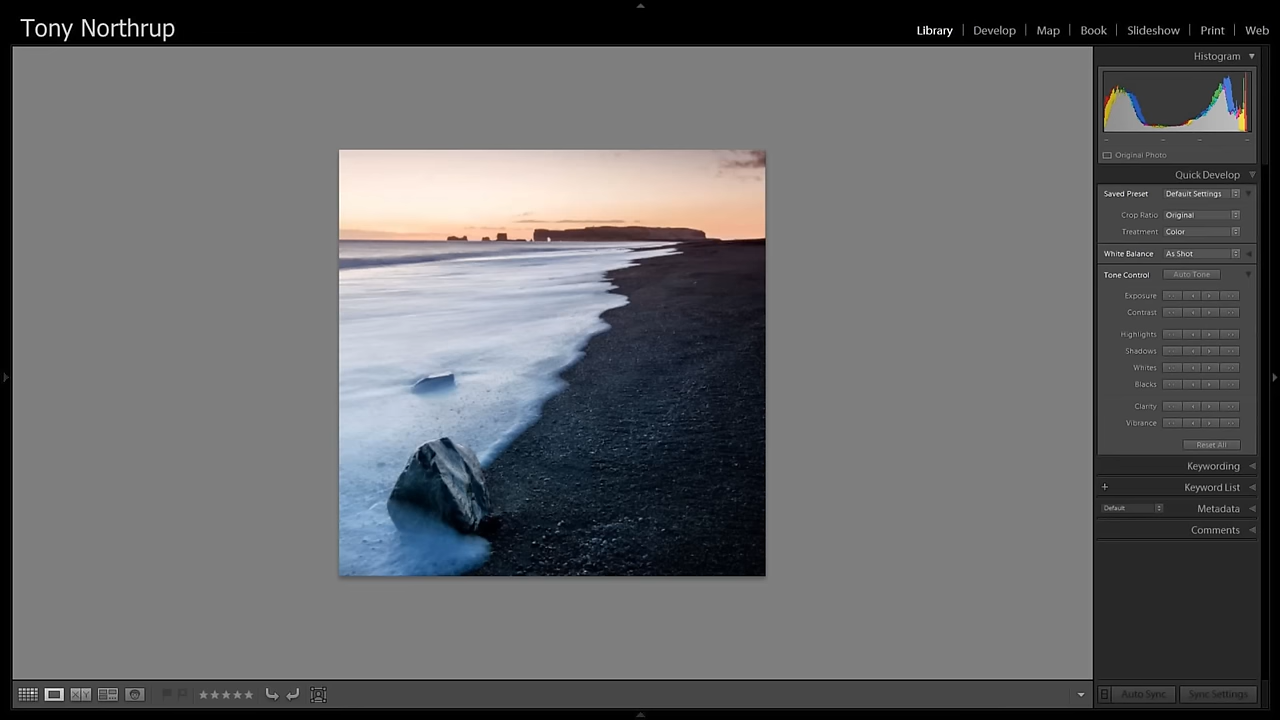 Tony Northrup
Library | Develop | Map | Book | Slideshow | Print | Web
Histogram
Original Photo
Quick Develop
Saved Preset Default Settings
Crop Ratio Original
Treatment Color
White Balance As Shot
Tone Control Auto Tone
Exposure
Contrast
Highlights
Shadows
Whites
Blacks
Clarity
Vibrance
Reset All
Keywording
+ Keyword List
Default Metadata
Comments
X Y
Auto Sync Sync Settings